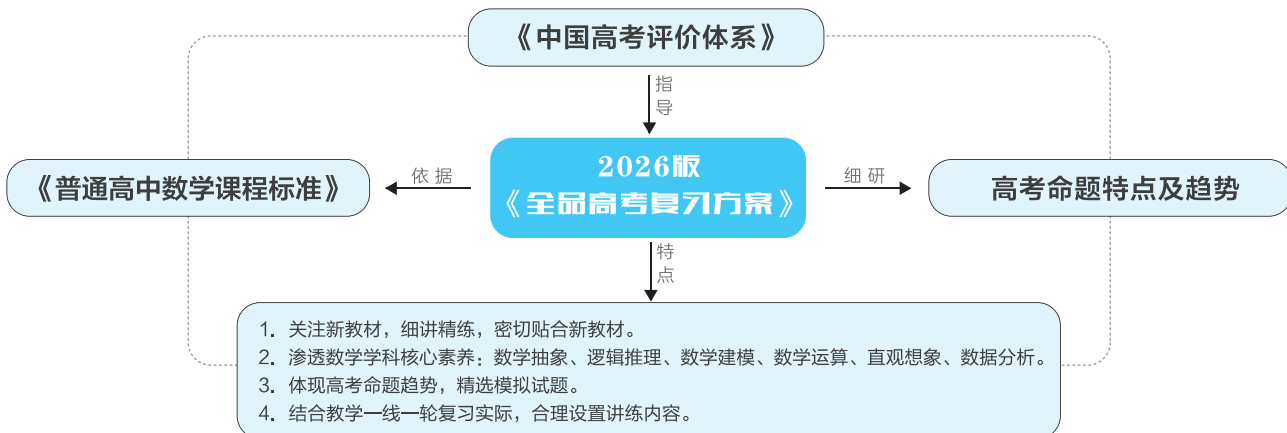 《中国高考评价体系》
指导
2026版
《全品高考复习方案》
依据
《普通高中数学课程标准》
细研
高考命题特点及趋势
特点
1. 关注新教材，细讲精练，密切贴合新教材。
2. 渗透数学学科核心素养：数学抽象、逻辑推理、数学建模、数学运算、直观想象、数据分析。
3. 体现高考命题趋势，精选模拟试题。
4. 结合教学一线一轮复习实际，合理设置讲练内容。